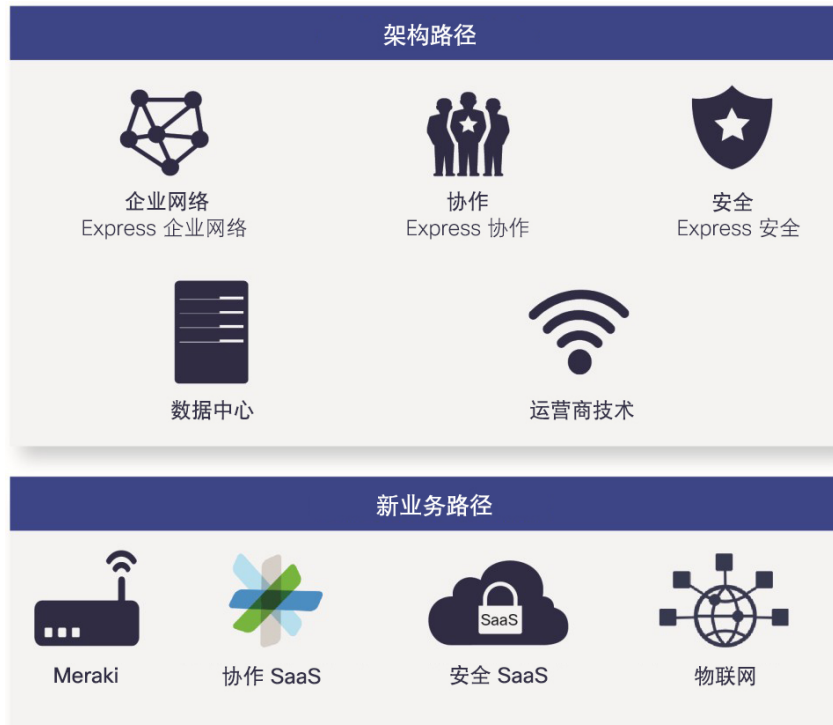 架构路径
企业网络
Express 企业网络
协作
Express 协作
安全
Express 安全
数据中心
运营商技术
新业务路径
Meraki
协作 SaaS
SaaS
安全 SaaS
物联网